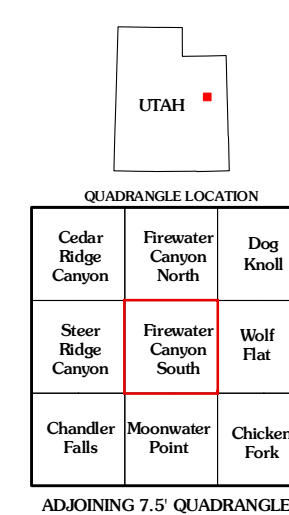 UTAH
QUADRANGLE LOCATION
Cedar Ridge Canyon
Firewater Canyon North
Dog Knoll
Steer Ridge Canyon
Firewater Canyon South
Wolf Flat
Chandler Falls
Moonwater Point
Chicken Fork
ADJOINING 7.5' QUADRANGLE